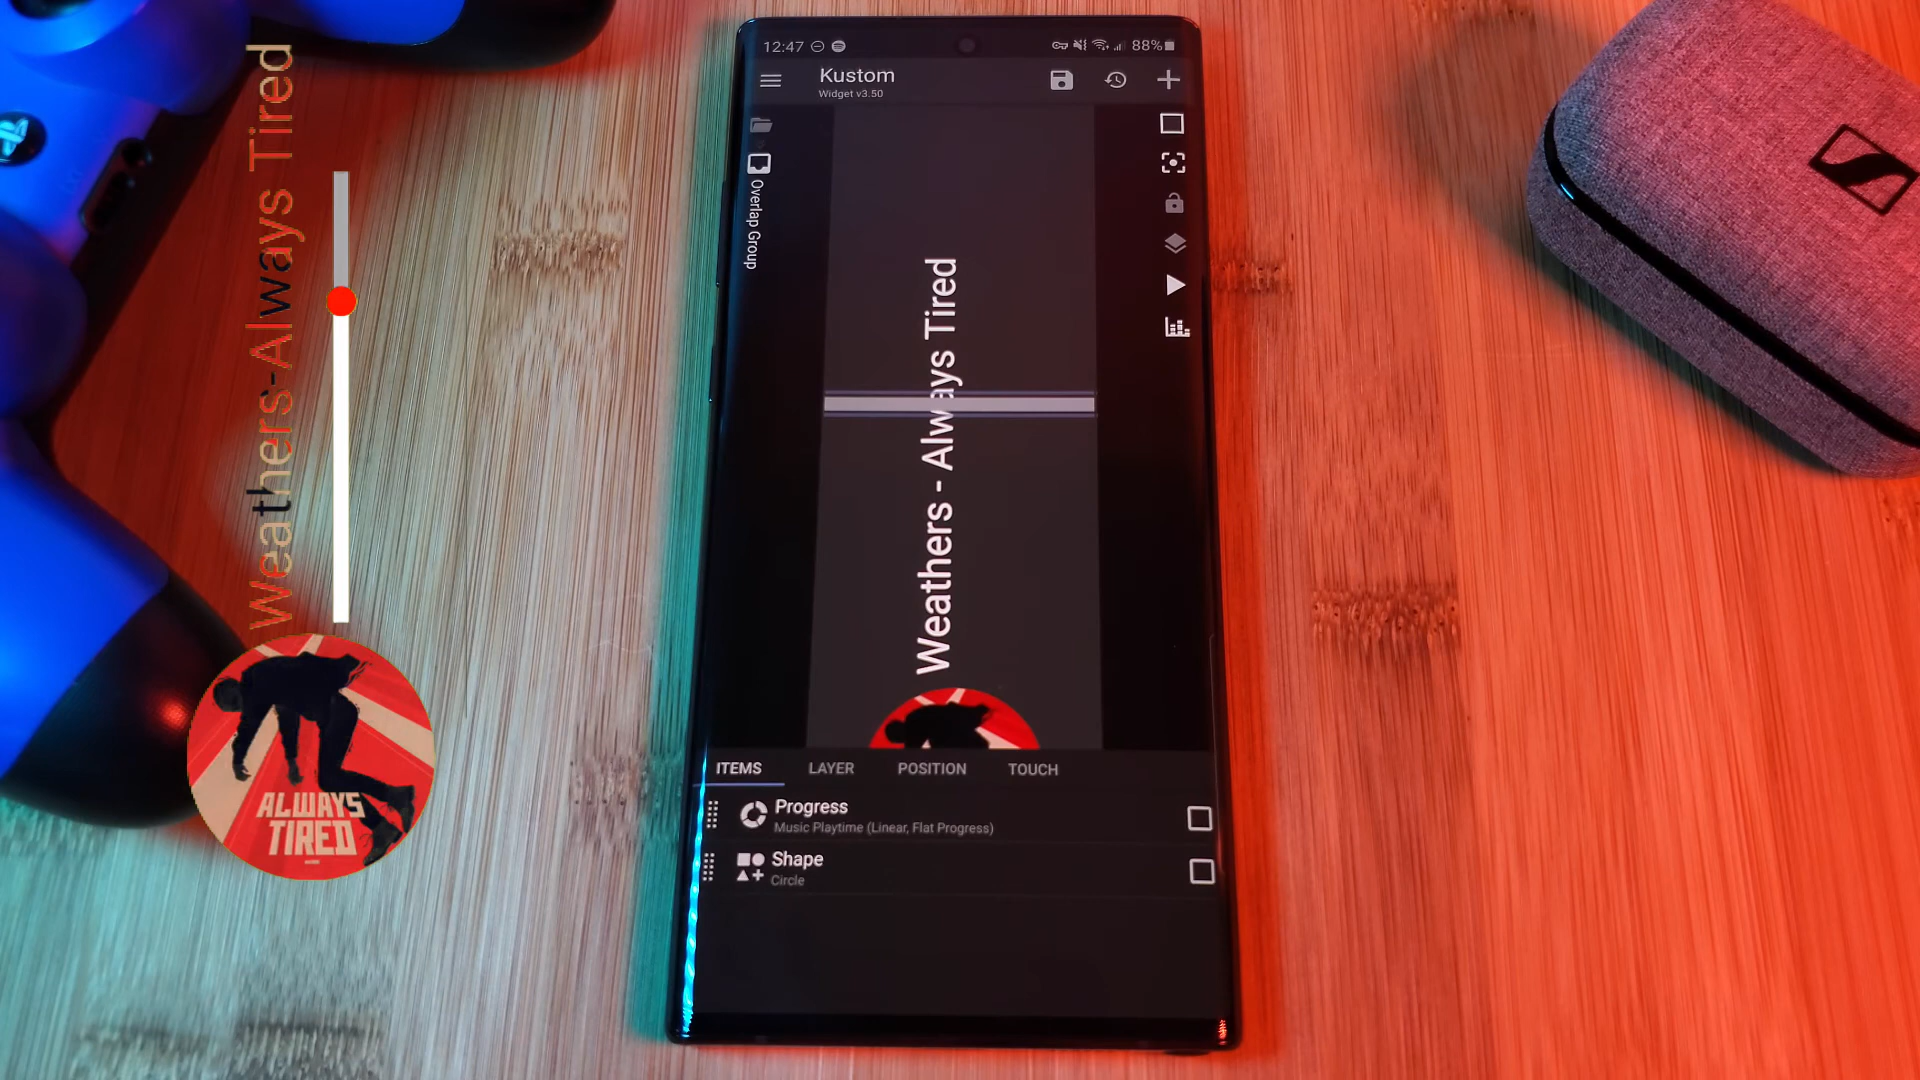 Weathers-Always Tired
ALWAYS
TIRED
12:47
88%
Kustom
Widget v3.50
Overlap Group
Weathers - Always Tired
ITEMS
LAYER
POSITION
TOUCH
Progress
Music Playtime (Linear, Flat Progress)
Shape
Circle